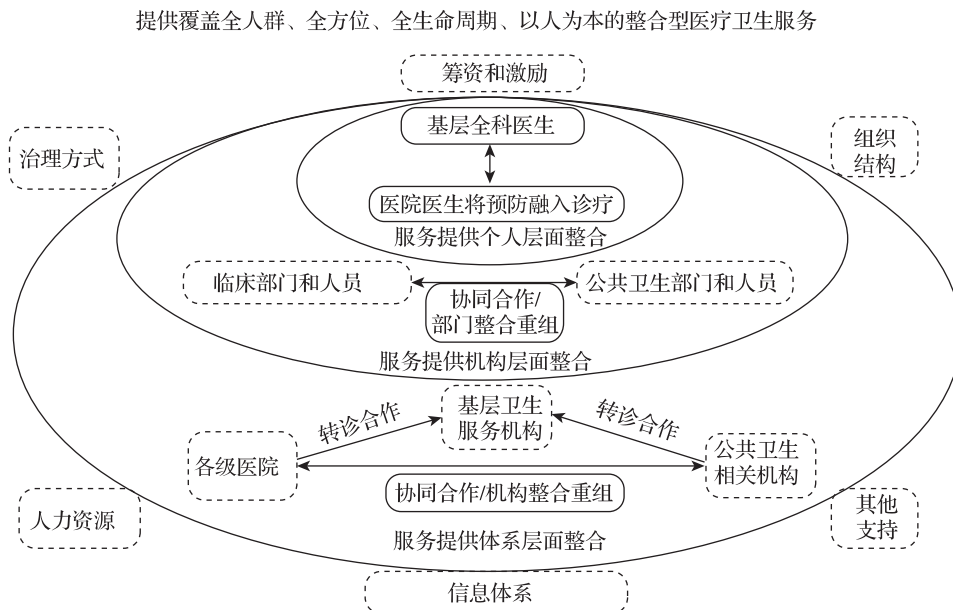 提供覆盖全人群、全方位、全生命周期、以人为本的整合型医疗卫生服务
筹资和激励
基层全科医生
治理方式
组织
结构
医院医生将预防融入诊疗
服务提供个人层面整合
临床部门和人员
公共卫生部门和人员
协同合作/
部门整合重组
服务提供机构层面整合
基层卫生
服务机构
转诊合作
转诊合作
各级医院
公共卫生
相关机构
协同合作/机构整合重组
人力资源
其他
支持
服务提供体系层面整合
信息体系